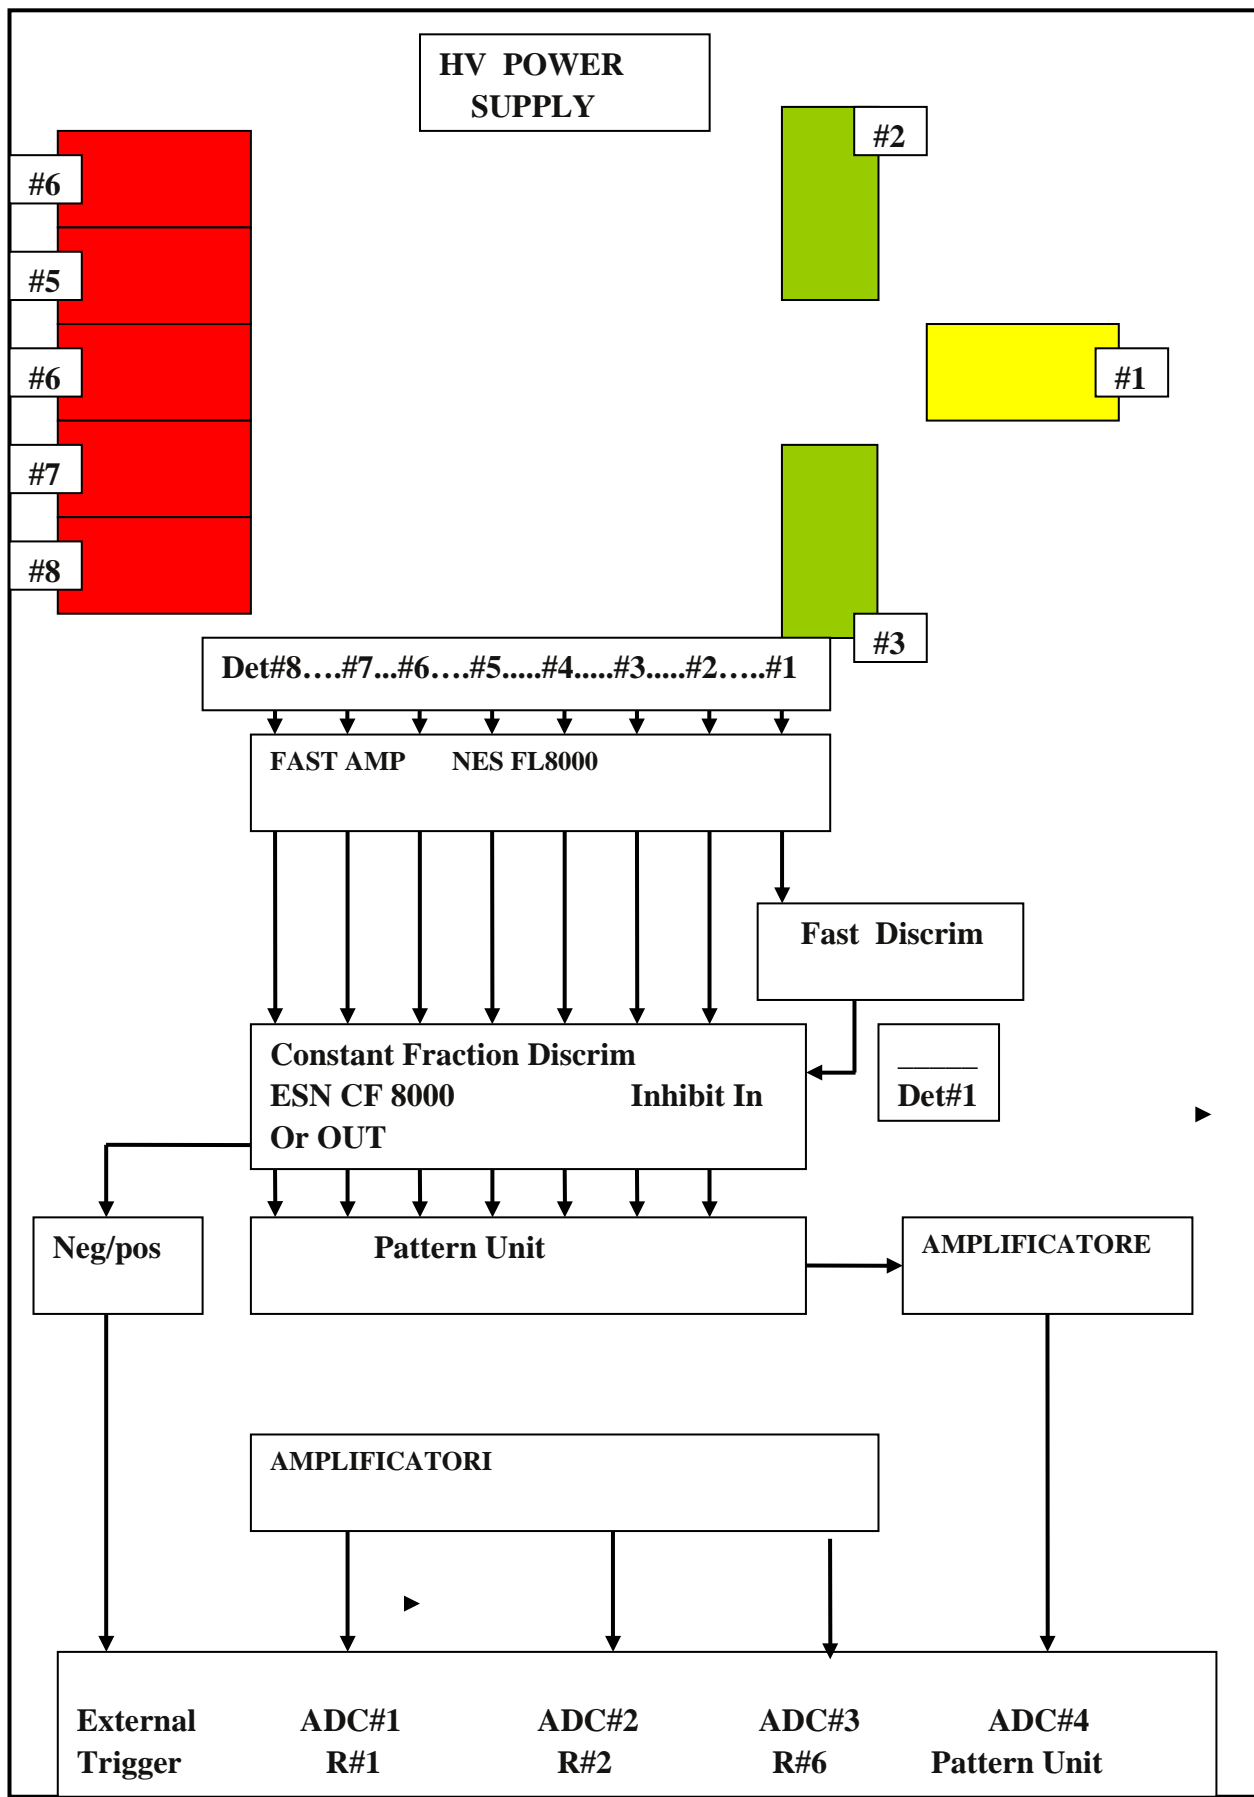 HV POWER
SUPPLY
#2
#6
#5
#6
#1
#7
#8
#3
Det#8….#7...#6….#5.....#4.....#3.....#2…..#1
FAST AMP NES FL8000
Fast Discrim
Constant Fraction Discrim
ESN CF 8000 Inhibit In
Or OUT
_____
Det#1
Neg/pos
Pattern Unit
AMPLIFICATORE
AMPLIFICATORI
External ADC#1 ADC#2 ADC#3 ADC#4
Trigger R#1 R#2 R#6 Pattern Unit